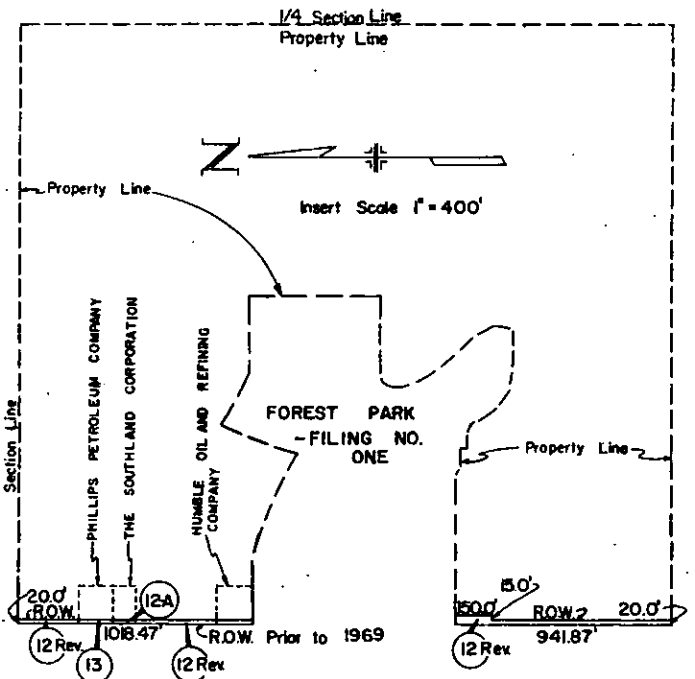 1/4 Section Line
Property Line
N
Property Line
Insert Scale 1" = 400'
Section Line
PHILLIPS PETROLEUM COMPANY
THE SOUTHLAND CORPORATION
HUMBLE OIL AND REFINING
COMPANY
FOREST PARK
-FILING NO.
ONE
Property Line
20.0'
R.O.W.
12-A
15.0'
150.0'
R.O.W. 2
20.0'
1018.47'
R.O.W. Prior to 1969
941.87'
12 Rev.
13
12 Rev.
12 Rev.